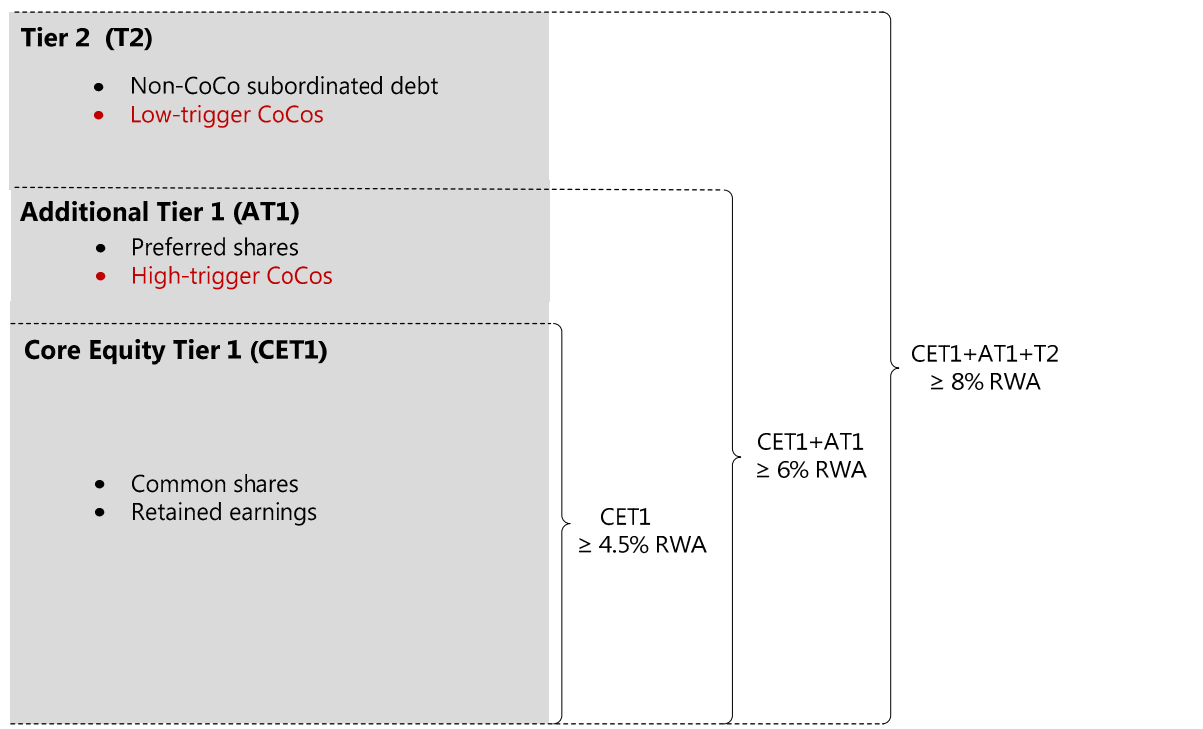 Tier 2 (T2)
• Non-CoCo subordinated debt
• Low-trigger CoCos
Additional Tier 1 (AT1)
• Preferred shares
• High-trigger CoCos
Core Equity Tier 1 (CET1)
• Common shares
• Retained earnings
CET1
≥ 4.5% RWA
CET1+AT1
≥ 6% RWA
CET1+AT1+T2
≥ 8% RWA